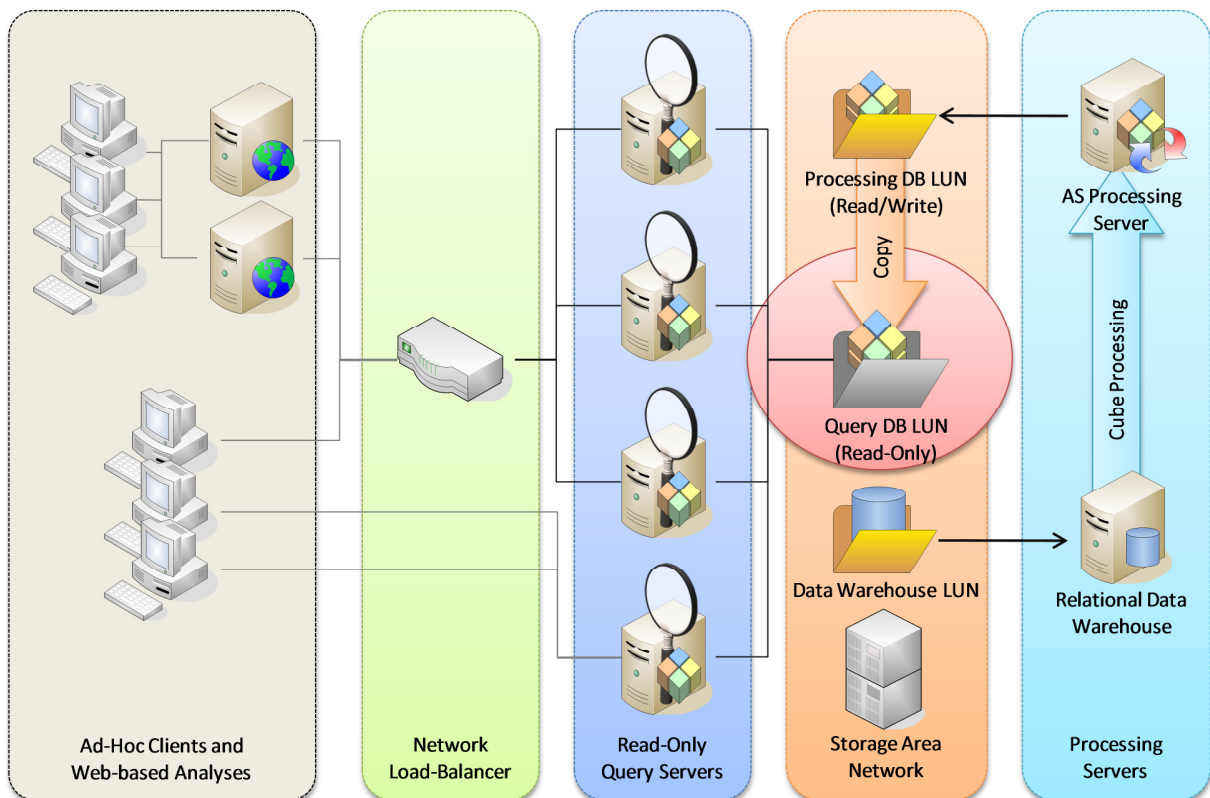 Processing DB LUN
(Read/Write)
AS Processing
Server
Copy
Cube Processing
Query DB LUN
(Read-Only)
Data Warehouse LUN
Relational Data
Warehouse
Ad-Hoc Clients and
Web-based Analyses
Network
Load-Balancer
Read-Only
Query Servers
Storage Area
Network
Processing
Servers